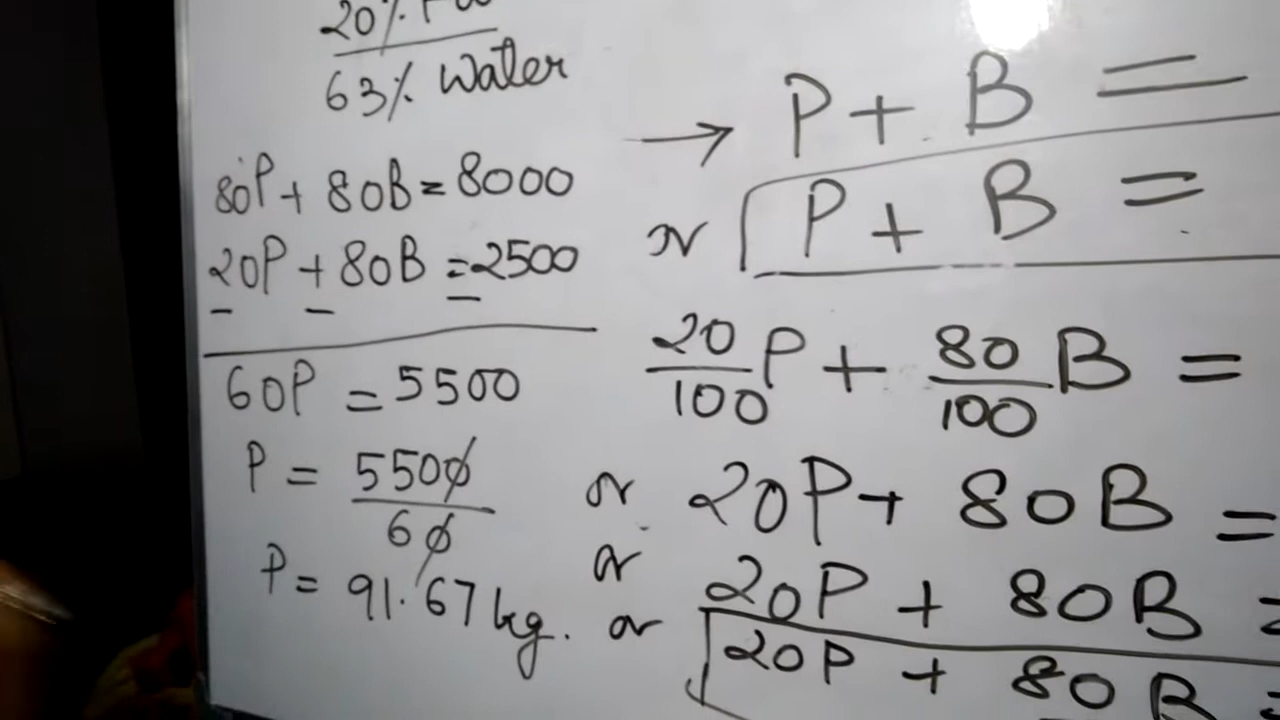 20%
63% Water
80P + 80B = 8000
20P + 80B = 2500
- - -
60P = 5500
P = 5500/60
P = 91.67 kg.
→ P + B =
or P + B =
20/100 P + 80/100 B =
or 20P + 80B =
or 20P + 80B =
or 20P + 80B =